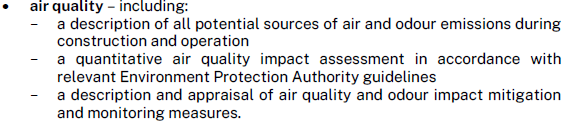 • air quality – including:
– a description of all potential sources of air and odour emissions during
construction and operation
– a quantitative air quality impact assessment in accordance with
relevant Environment Protection Authority guidelines
– a description and appraisal of air quality and odour impact mitigation
and monitoring measures.